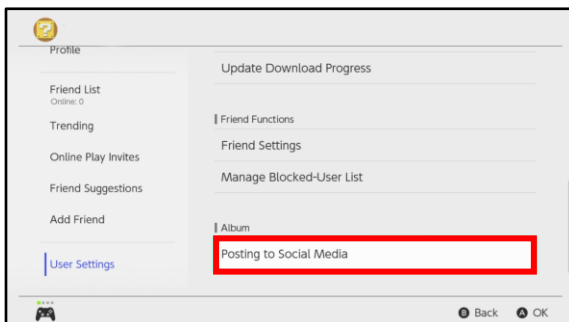 Profile
Friend List
Online: 0
Trending
Online Play Invites
Friend Suggestions
Add Friend
User Settings
Update Download Progress
Friend Functions
Friend Settings
Manage Blocked-User List
Album
Posting to Social Media
B Back
A OK